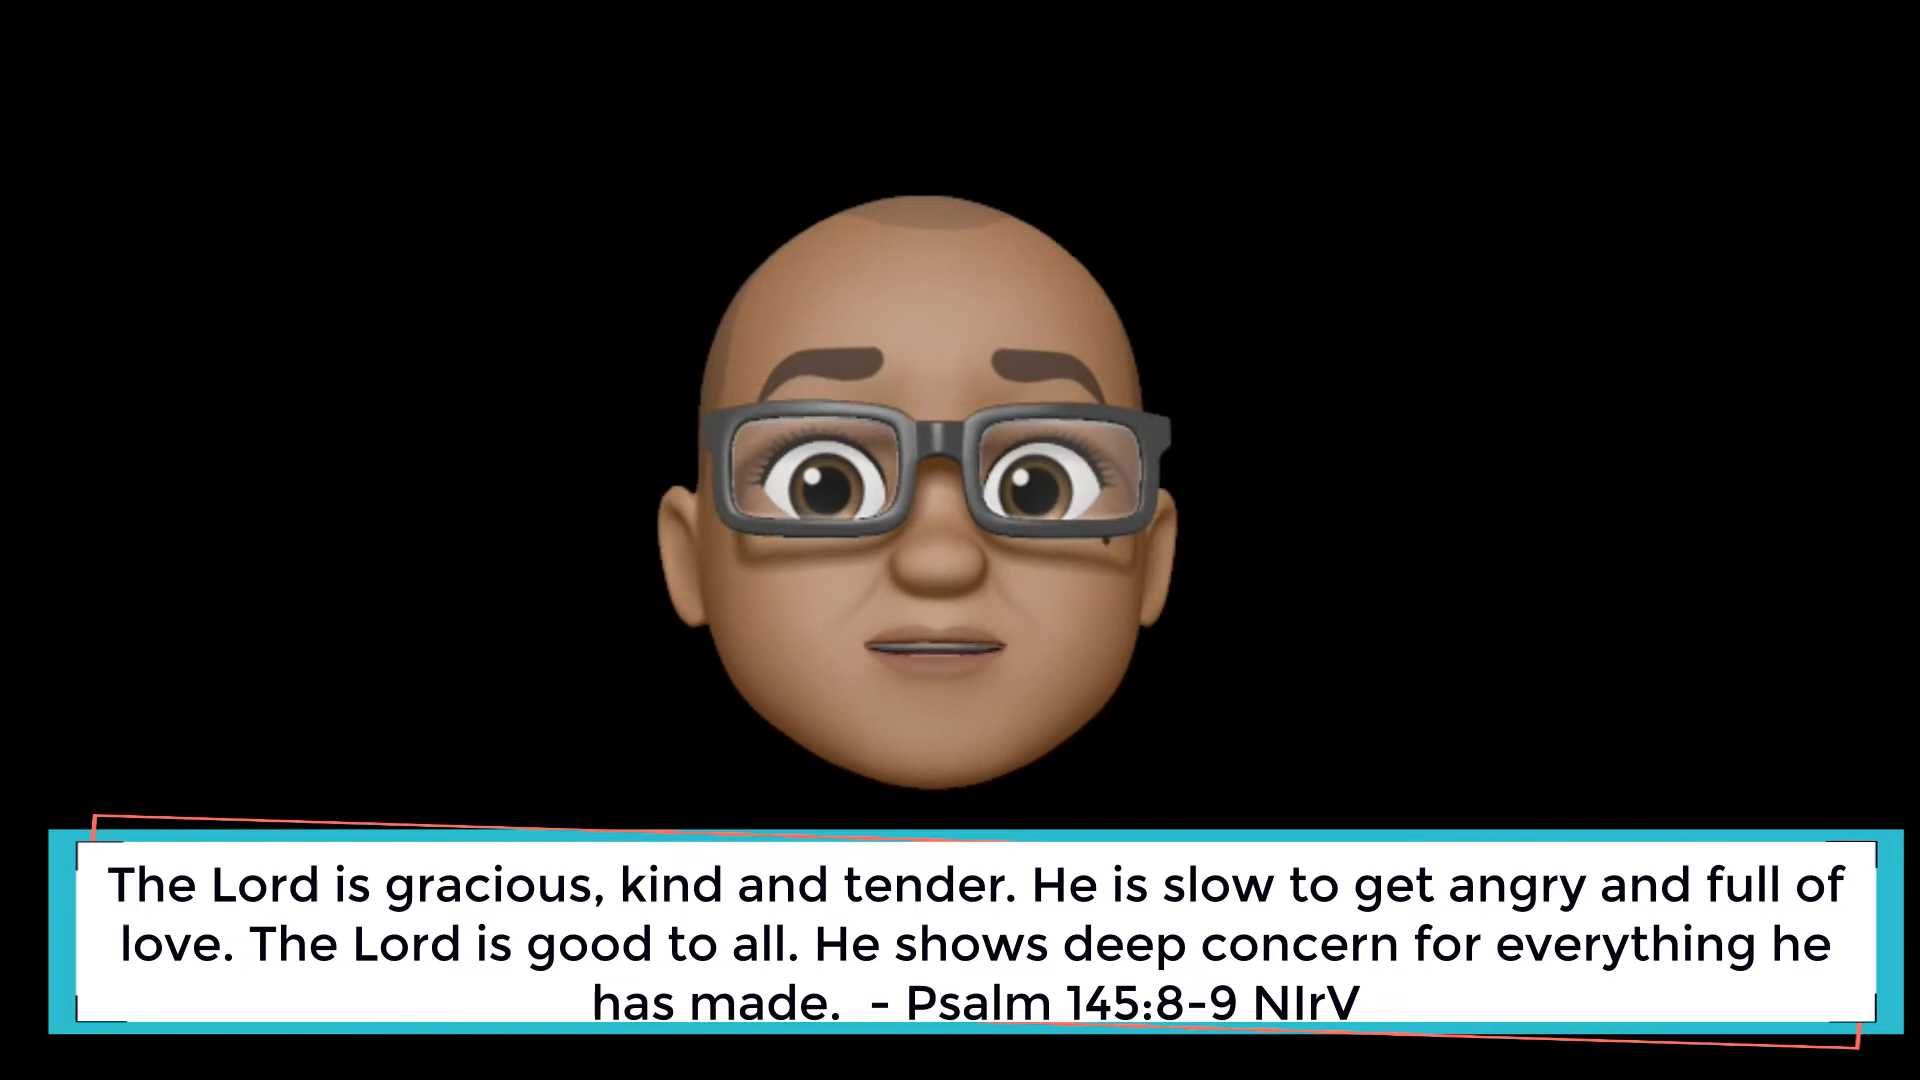 The Lord is gracious, kind and tender. He is slow to get angry and full of
love. The Lord is good to all. He shows deep concern for everything he
has made.  - Psalm 145:8-9 NIrV